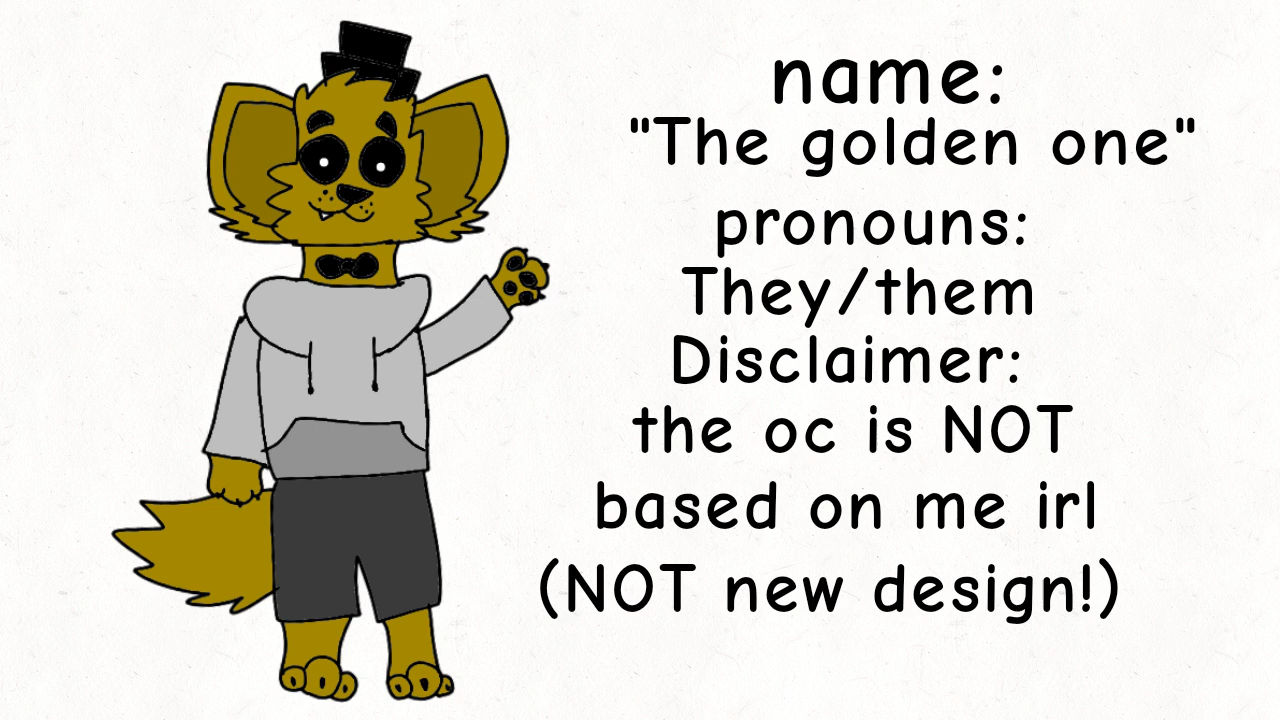 name:
"The golden one"
pronouns:
They/them
Disclaimer:
the oc is NOT
based on me irl
(NOT new design!)